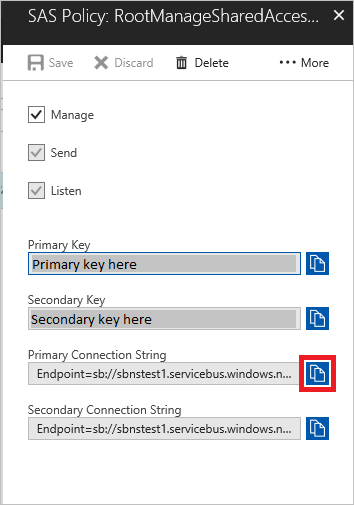 SAS Policy: RootManageSharedAcces...
Save Discard Delete ··· More
Manage
Send
Listen
Primary Key
Primary key here
Secondary Key
Secondary key here
Primary Connection String
Endpoint=sb://sbnstest1.servicebus.windows.n...
Secondary Connection String
Endpoint=sb://sbnstest1.servicebus.windows.n...